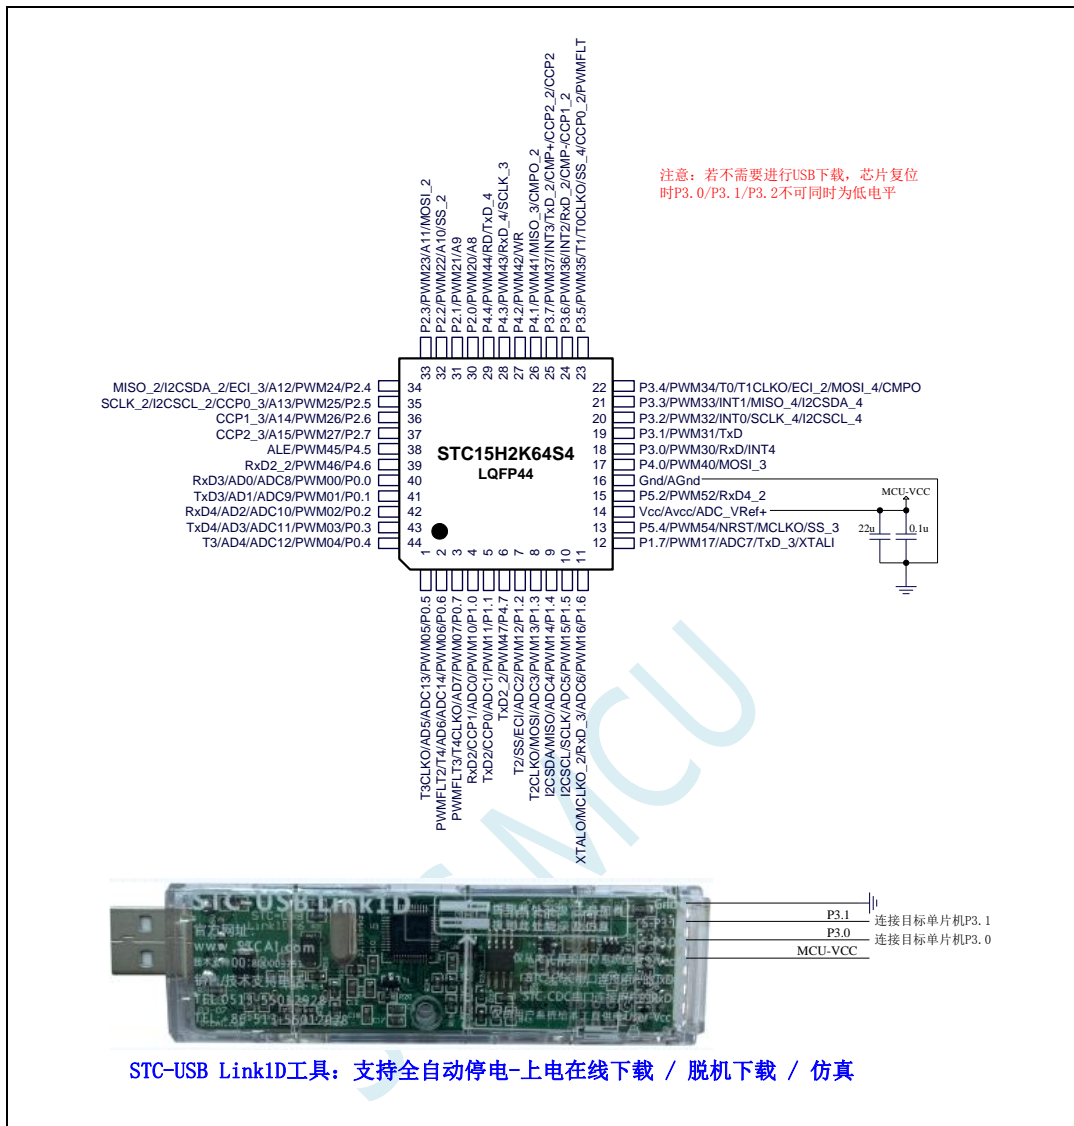 注意：若不需要进行USB下载，芯片复位
时P3.0/P3.1/P3.2不可同时为低电平
P2.3/PWM23/A11/MOSI_2
P2.2/PWM22/A10/SS_2
P2.1/PWM21/A9
P2.0/PWM20/A8
P4.4/PWM44/RD/TxD_4
P4.3/PWM43/RxD_4/SCLK_3
P4.2/PWM42/WR
P4.1/PWM41/MISO_3/CMPO_2
P3.7/PWM37/INT3/TxD_2/CMP+/CCP2_2/CCP2
P3.6/PWM36/INT2/RxD_2/CMP-/CCP1_2
P3.5/PWM35/T1/T0CLKO/SS_4/CCP0_2/PWMFLT
33 32 31 30 29 28 27 26 25 24 23
MISO_2/I2CSDA_2/ECI_3/A12/PWM24/P2.4 34
SCLK_2/I2CSCL_2/CCP0_3/A13/PWM25/P2.5 35
CCP1_3/A14/PWM26/P2.6 36
CCP2_3/A15/PWM27/P2.7 37
ALE/PWM45/P4.5 38
RxD2_2/PWM46/P4.6 39
RxD3/AD0/ADC8/PWM00/P0.0 40
TxD3/AD1/ADC9/PWM01/P0.1 41
RxD4/AD2/ADC10/PWM02/P0.2 42
TxD4/AD3/ADC11/PWM03/P0.3 43
T3/AD4/ADC12/PWM04/P0.4 44
STC15H2K64S4
LQFP44
22 P3.4/PWM34/T0/T1CLKO/ECI_2/MOSI_4/CMPO
21 P3.3/PWM33/INT1/MISO_4/I2CSDA_4
20 P3.2/PWM32/INT0/SCLK_4/I2CSCL_4
19 P3.1/PWM31/TxD
18 P3.0/PWM30/RxD/INT4
17 P4.0/PWM40/MOSI_3
16 Gnd/AGnd
15 P5.2/PWM52/RxD4_2
14 Vcc/Avcc/ADC_VRef+
13 P5.4/PWM54/NRST/MCLKO/SS_3
12 P1.7/PWM17/ADC7/TxD_3/XTALI
MCU-VCC
22u 0.1u
1 2 3 4 5 6 7 8 9 10 11
T3CLKO/AD5/ADC13/PWM05/P0.5
PWMFLT2/T4/AD6/ADC14/PWM06/P0.6
PWMFLT3/T4CLKO/AD7/PWM07/P0.7
RxD2/CCP1/ADC0/PWM10/P1.0
TxD2/CCP0/ADC1/PWM11/P1.1
TxD2_2/PWM47/P4.7
T2/SS/ECI/ADC2/PWM12/P1.2
T2CLKO/MOSI/ADC3/PWM13/P1.3
I2CSDA/MISO/ADC4/PWM14/P1.4
I2CSCL/SCLK/ADC5/PWM15/P1.5
XTALO/MCLKO_2/RxD_3/ADC6/PWM16/P1.6
MCU
STC-USB Link1D
官方网址:
www.STCAI.com
TEL:0513-55012928
P3.1 连接目标单片机P3.1
P3.0 连接目标单片机P3.0
MCU-VCC
STC-USB Link1D工具：支持全自动停电-上电在线下载 / 脱机下载 / 仿真